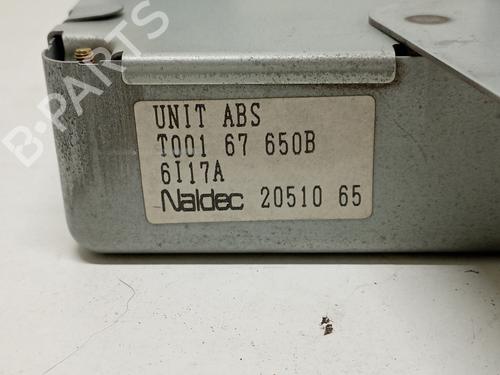 B-PARTS
UNIT ABS
T001 67 650B
6I17A
Naldec 20510 65